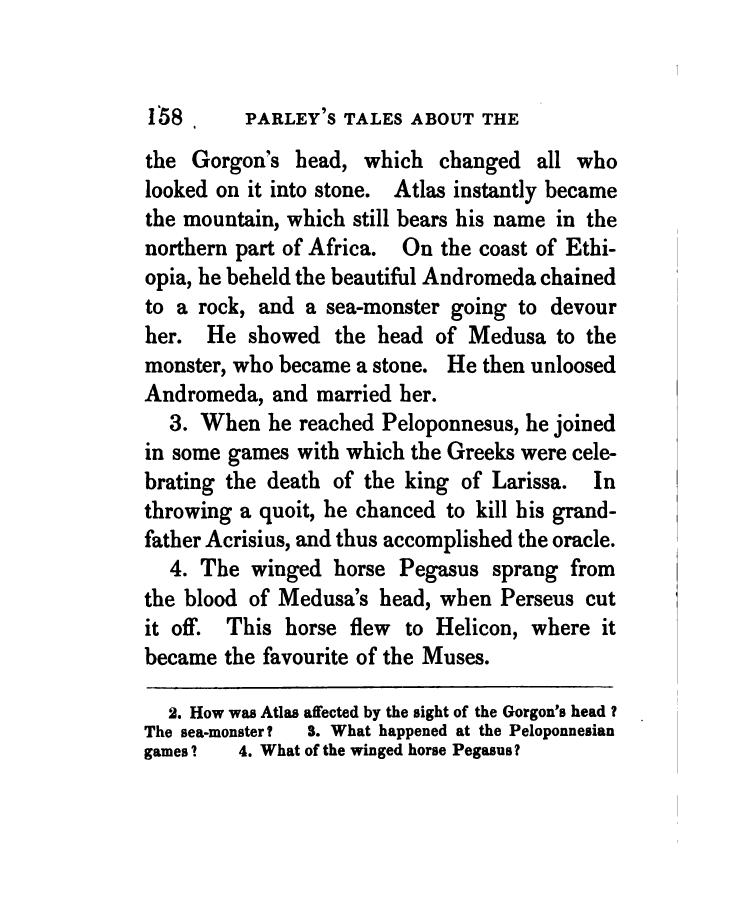 158 PARLEY'S TALES ABOUT THE
the Gorgon's head, which changed all who
looked on it into stone. Atlas instantly became
the mountain, which still bears his name in the
northern part of Africa. On the coast of Ethi-
opia, he beheld the beautiful Andromeda chained
to a rock, and a sea-monster going to devour
her. He showed the head of Medusa to the
monster, who became a stone. He then unloosed
Andromeda, and married her.
3. When he reached Peloponnesus, he joined
in some games with which the Greeks were cele-
brating the death of the king of Larissa. In
throwing a quoit, he chanced to kill his grand-
father Acrisius, and thus accomplished the oracle.
4. The winged horse Pegasus sprang from
the blood of Medusa's head, when Perseus cut
it off. This horse flew to Helicon, where it
became the favourite of the Muses.
2. How was Atlas affected by the sight of the Gorgon's head?
The sea-monster? 3. What happened at the Peloponnesian
games? 4. What of the winged horse Pegasus?